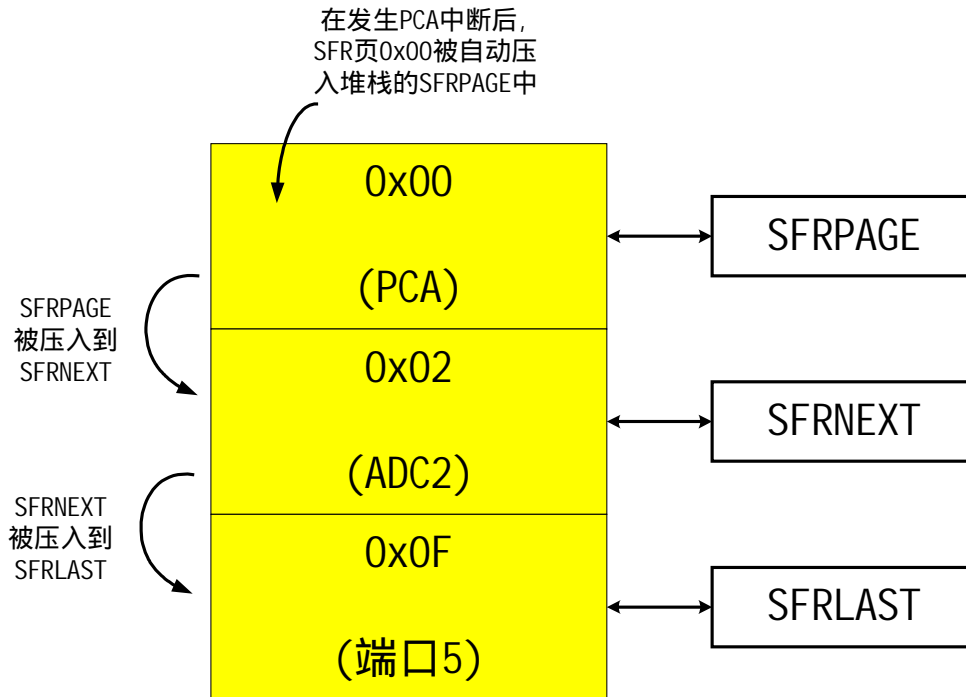 在发生PCA中断后,
SFR页0x00被自动压
入堆栈的SFRPAGE中
0x00
(PCA)
SFRPAGE
SFRPAGE
被压入到
SFRNEXT
0x02
(ADC2)
SFRNEXT
SFRNEXT
被压入到
SFRLAST
0x0F
(端口5)
SFRLAST